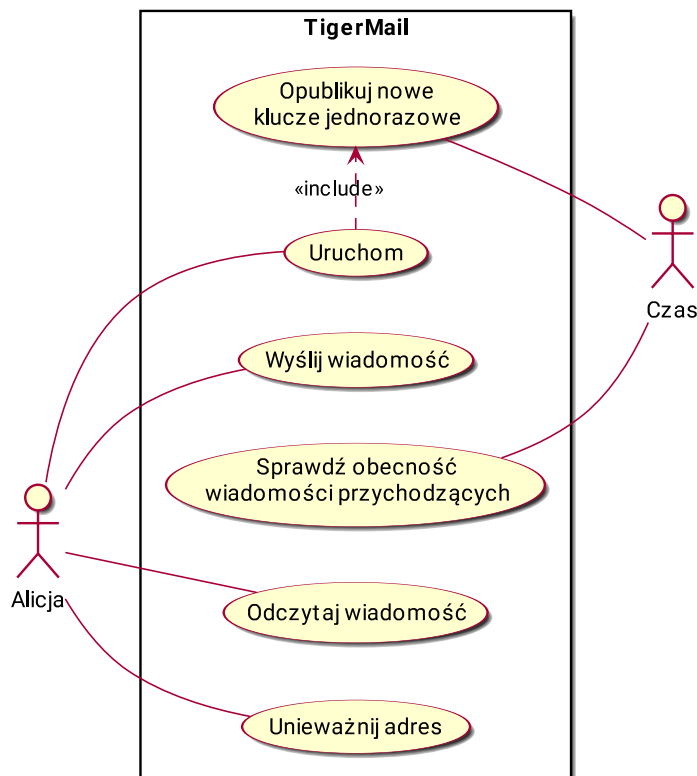 TigerMail
Opublikuj nowe
klucze jednorazowe
«include»
Uruchom
Czas
Wyślij wiadomość
Sprawdź obecność
wiadomości przychodzących
Alicja
Odczytaj wiadomość
Unieważnij adres